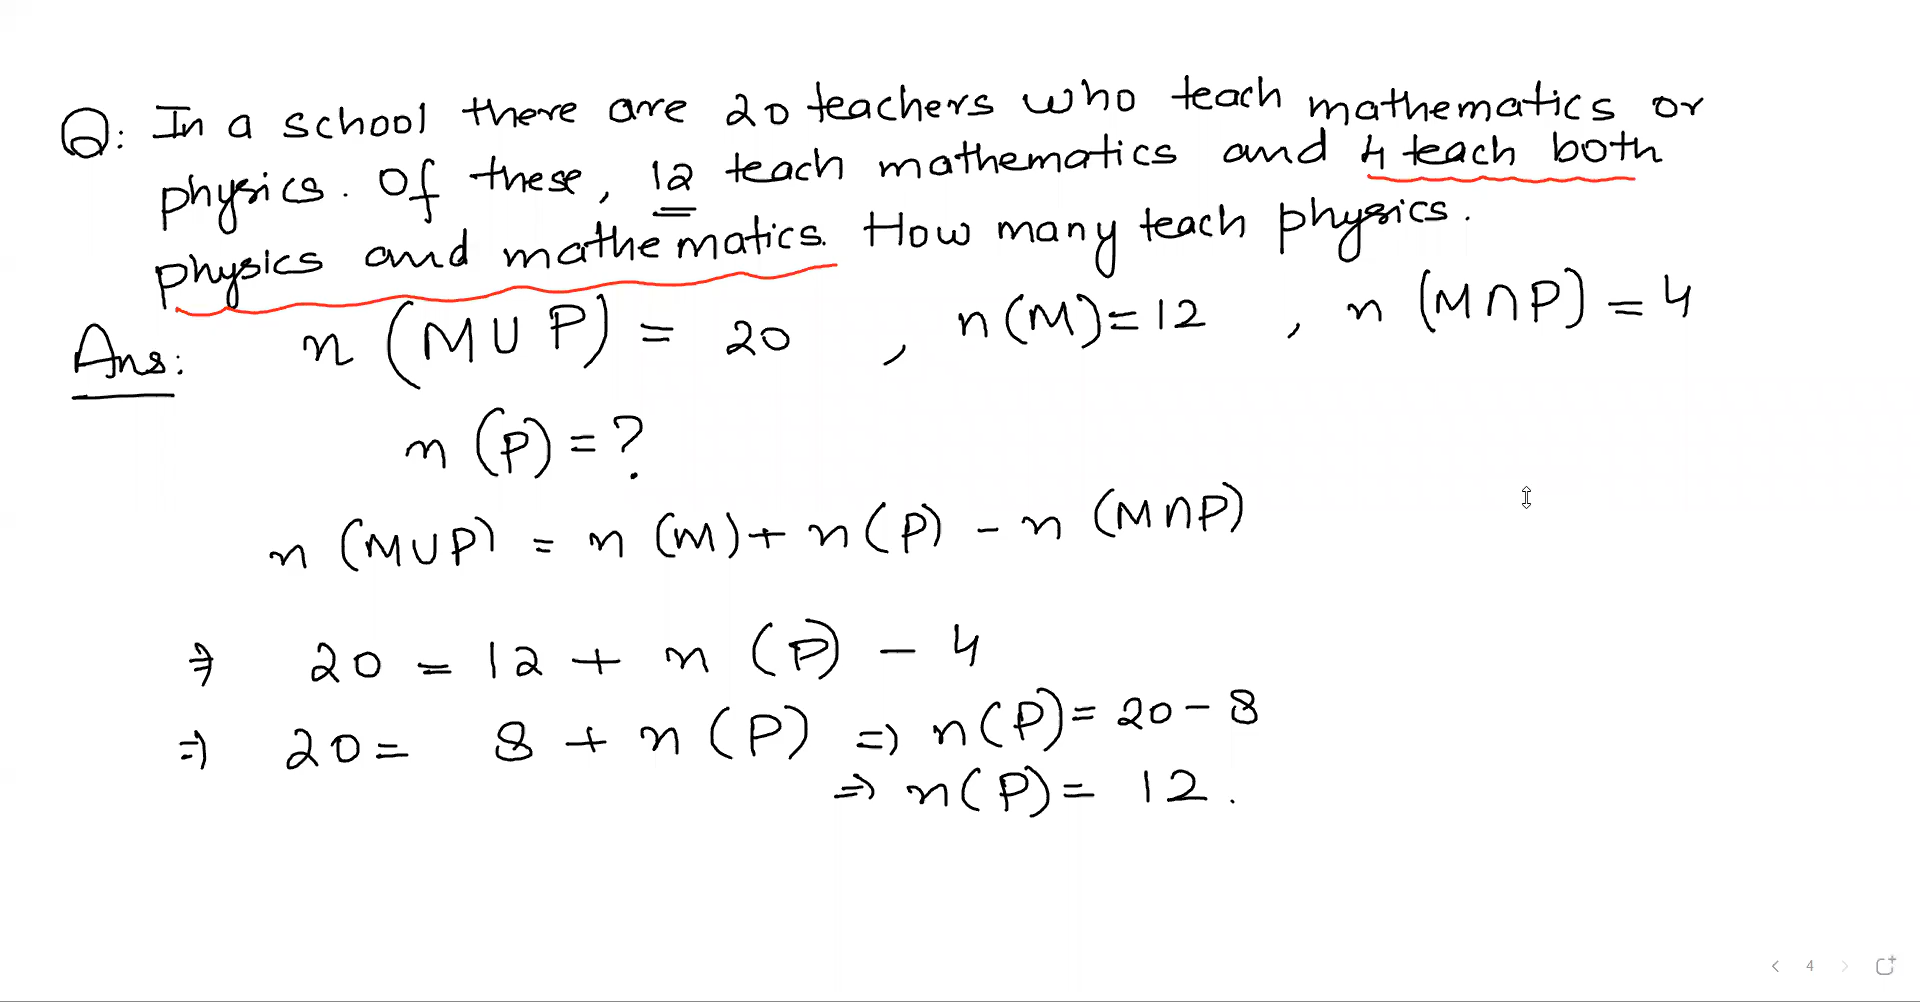 Q: In a school there are 20 teachers who teach mathematics or
physics. Of these, 12 teach mathematics and 4 teach both
physics and mathematics. How many teach physics.
Ans: n (M ∪ P) = 20 , n(M) = 12 , n (M ∩ P) = 4
n (P) = ?
n (M ∪ P) = n (M) + n (P) - n (M ∩ P)
⇒ 20 = 12 + n (P) - 4
⇒ 20 = 8 + n (P) ⇒ n (P) = 20 - 8
⇒ n (P) = 12.
4